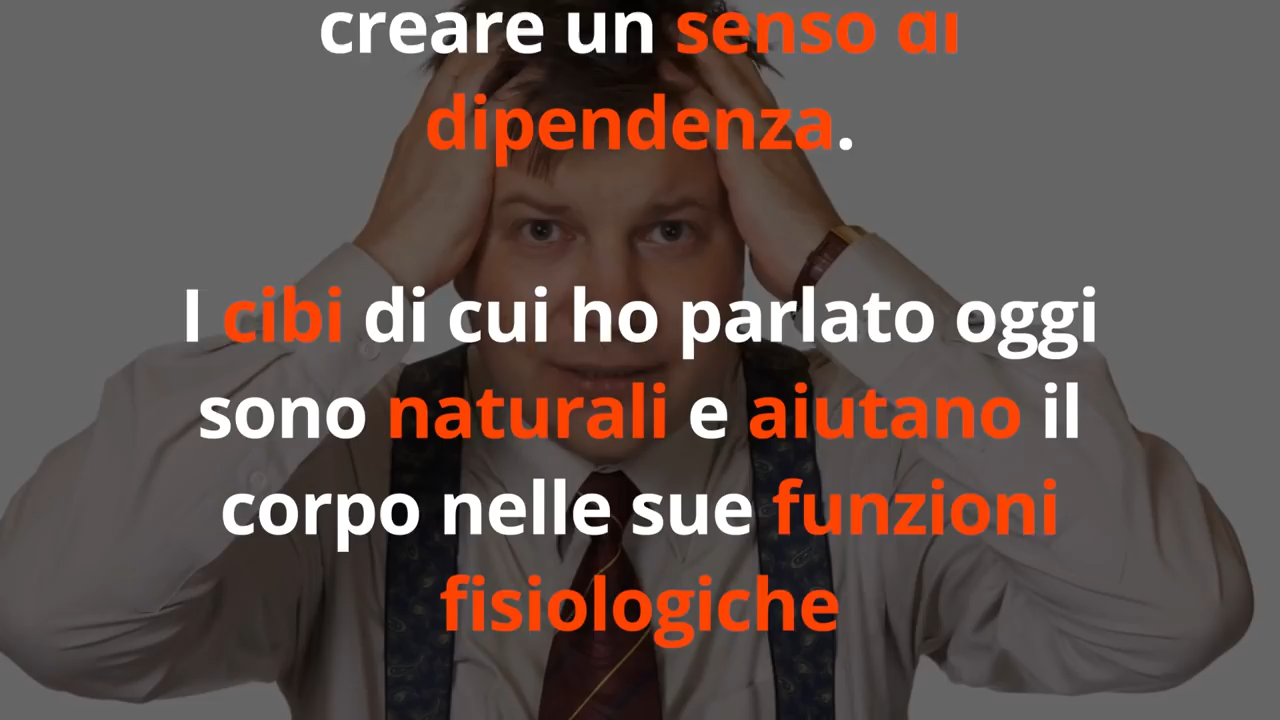 creare un senso di
dipendenza.
I cibi di cui ho parlato oggi
sono naturali e aiutano il
corpo nelle sue funzioni
fisiologiche